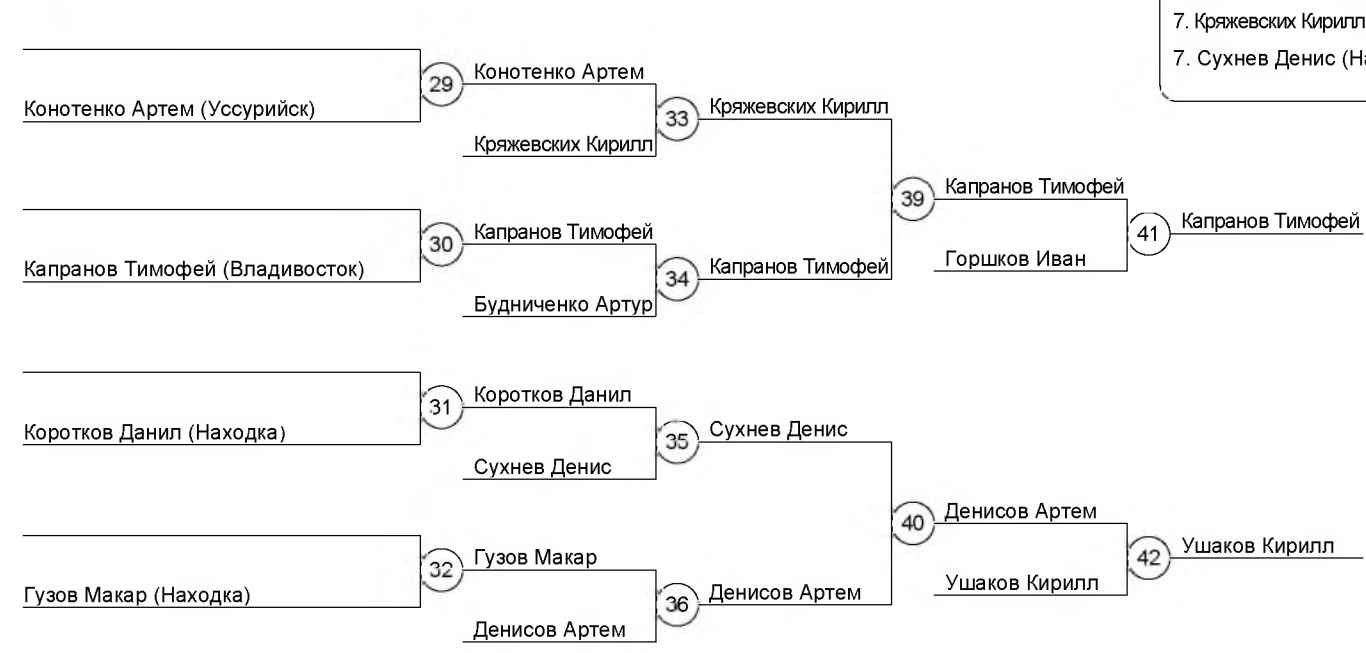 7. Кряжевских Кирилл
7. Сухнев Денис
29
Конотенко Артем
Конотенко Артем (Уссурийск)
Кряжевских Кирилл
33
Кряжевских Кирилл
30
Капранов Тимофей
Капранов Тимофей (Владивосток)
Будниченко Артур
34
Капранов Тимофей
39
Капранов Тимофей
Горшков Иван
41
Капранов Тимофей
31
Коротков Данил
Коротков Данил (Находка)
Сухнев Денис
35
Сухнев Денис
32
Гузов Макар
Гузов Макар (Находка)
Денисов Артем
36
Денисов Артем
40
Денисов Артем
Ушаков Кирилл
42
Ушаков Кирилл